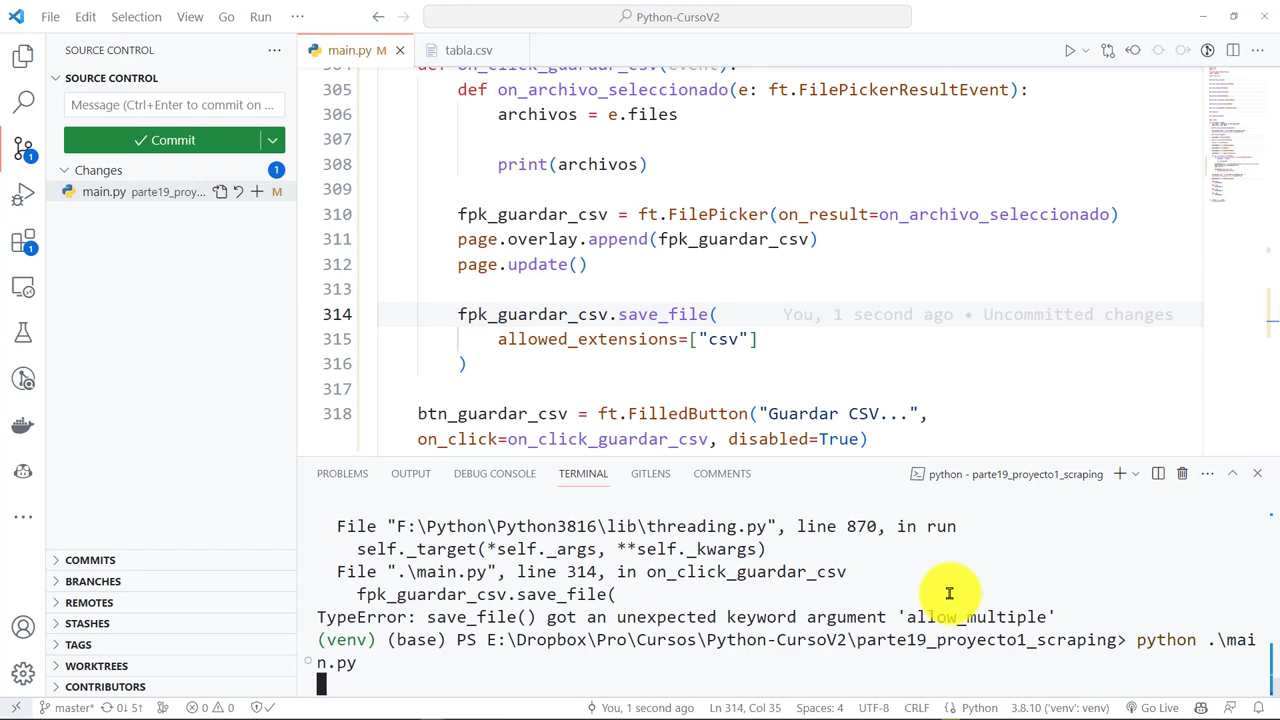 File Edit Selection View Go Run ··· Python-CursoV2
SOURCE CONTROL ···
main.py M
tabla.csv
SOURCE CONTROL
Message (Ctrl+Enter to commit on ...
Commit
Changes 1
main.py parte19_proy... M
305 def on_archivo_seleccionado(e: ft.FilePickerResultEvent):
306 archivos = e.files
307
308 print(archivos)
309
310 fpk_guardar_csv = ft.FilePicker(on_result=on_archivo_seleccionado)
311 page.overlay.append(fpk_guardar_csv)
312 page.update()
313
314 fpk_guardar_csv.save_file( You, 1 second ago • Uncommitted changes
315 allowed_extensions=["csv"]
316 )
317
318 btn_guardar_csv = ft.FilledButton("Guardar CSV...",
on_click=on_click_guardar_csv, disabled=True)
PROBLEMS OUTPUT DEBUG CONSOLE TERMINAL GITLENS COMMENTS python - parte19_proyecto1_scraping
File "F:\Python\Python3816\lib\threading.py", line 870, in run
self._target(*self._args, **self._kwargs)
File ".\main.py", line 314, in on_click_guardar_csv
fpk_guardar_csv.save_file(
TypeError: save_file() got an unexpected keyword argument 'allow_multiple'
(venv) (base) PS E:\Dropbox\Pro\Cursos\Python-CursoV2\parte19_proyecto1_scraping> python .\mai
n.py
COMMITS
BRANCHES
REMOTES
STASHES
TAGS
WORKTREES
CONTRIBUTORS
master* 0↓ 5↑ 0 0 You, 1 second ago Ln 314, Col 35 Spaces: 4 UTF-8 CRLF Python 3.8.10 ('venv': venv) Go Live